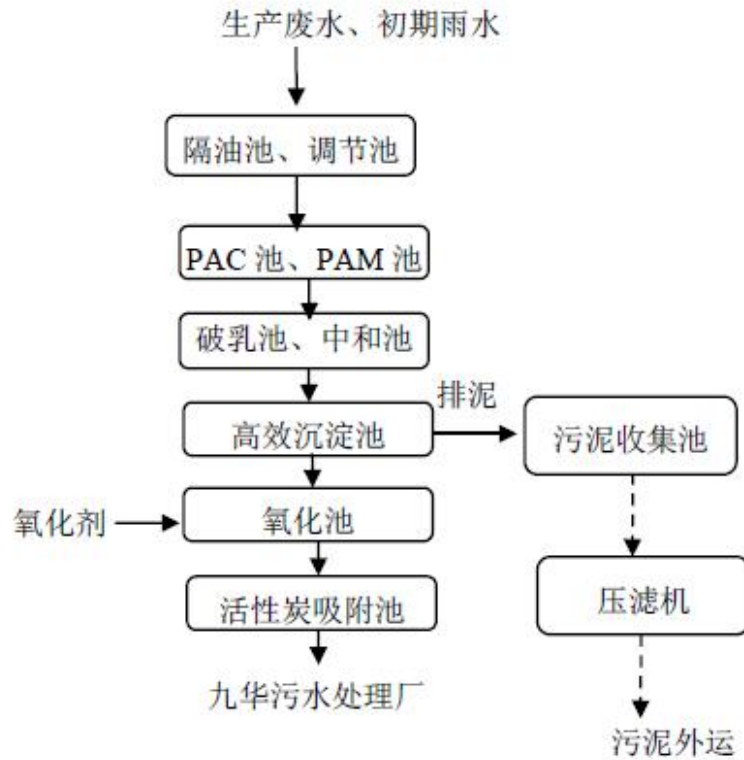 生产废水、初期雨水
隔油池、调节池
PAC 池、PAM 池
破乳池、中和池
排泥
高效沉淀池
污泥收集池
氧化剂
氧化池
压滤机
活性炭吸附池
九华污水处理厂
污泥外运